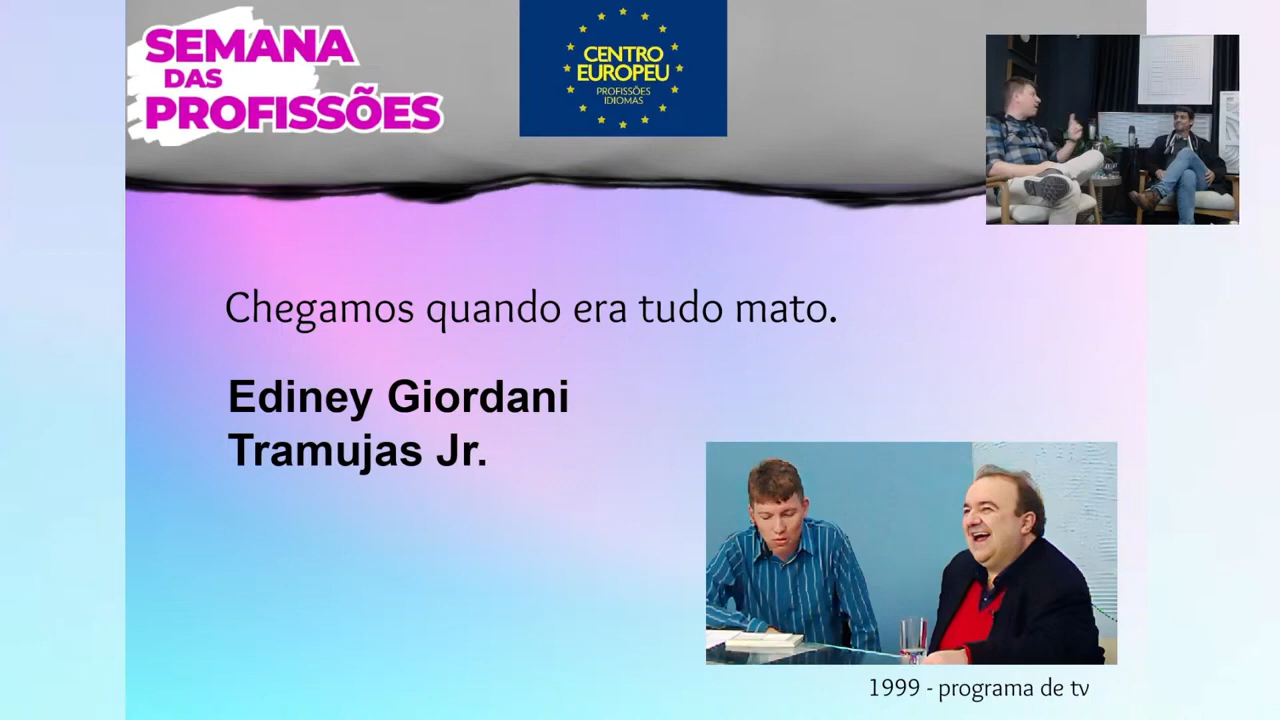 SEMANA
DAS
PROFISSÕES
CENTRO
EUROPEU
PROFISSÕES
IDIOMAS
Chegamos quando era tudo mato.
Ediney Giordani
Tramujas Jr.
1999 - programa de tv